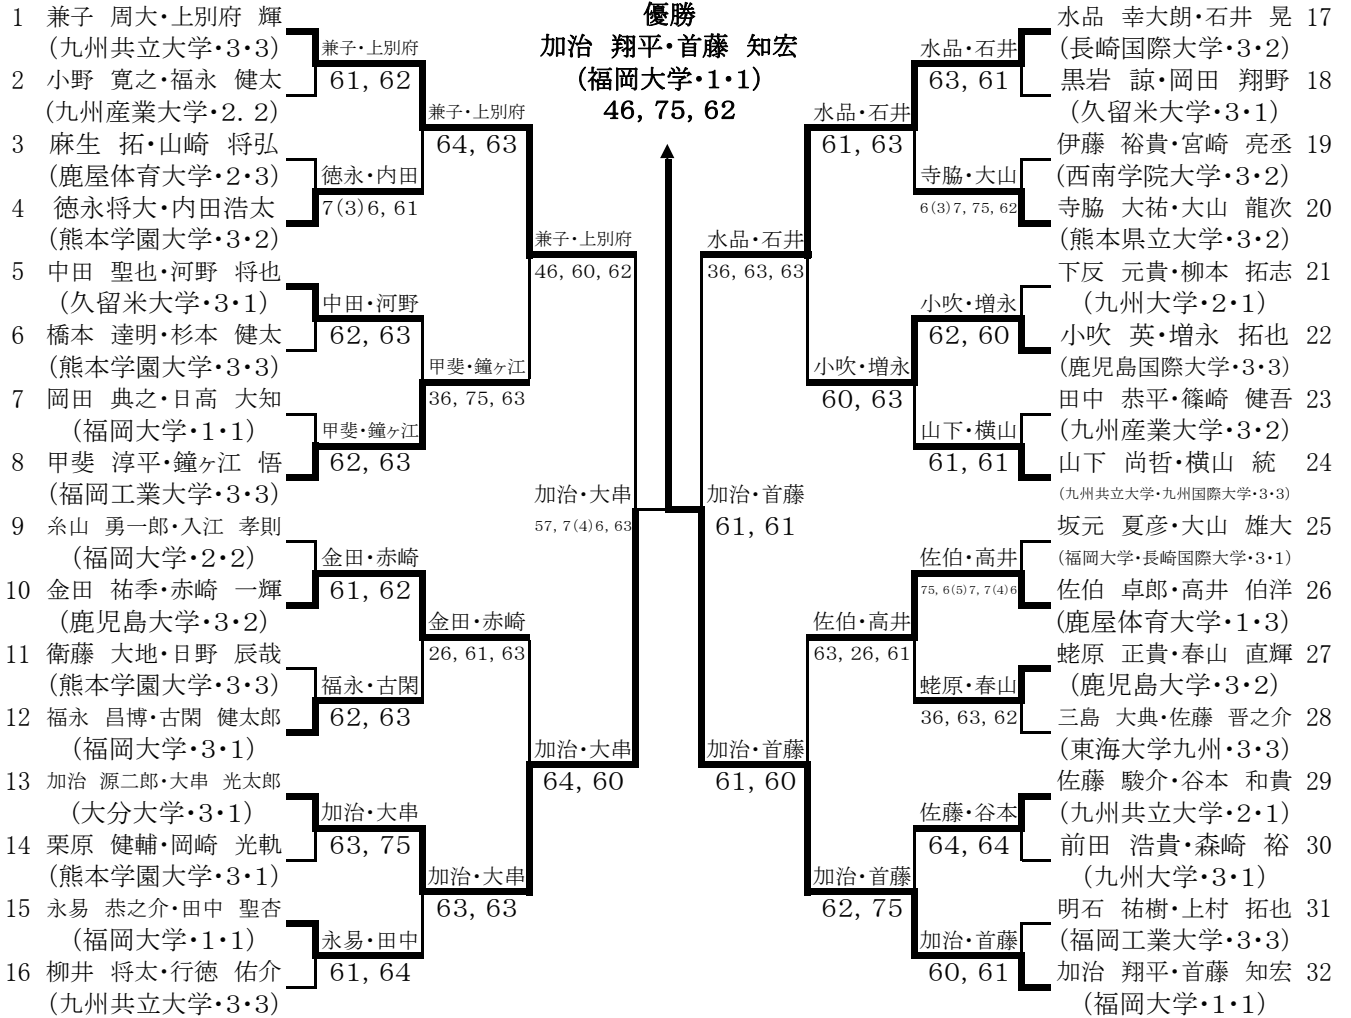 優勝
加治 翔平・首藤 知宏
(福岡大学・1・1)
46, 75, 62
1 兼子 周大・上別府 輝
(九州共立大学・3・3)
2 小野 寛之・福永 健太
(九州産業大学・2. 2)
3 麻生 拓・山崎 将弘
(鹿屋体育大学・2・3)
4 徳永将大・内田浩太
(熊本学園大学・3・2)
5 中田 聖也・河野 将也
(久留米大学・3・1)
6 橋本 達明・杉本 健太
(熊本学園大学・3・3)
7 岡田 典之・日高 大知
(福岡大学・1・1)
8 甲斐 淳平・鐘ヶ江 悟
(福岡工業大学・3・3)
9 糸山 勇一郎・入江 孝則
(福岡大学・2・2)
10 金田 祐季・赤崎 一輝
(鹿児島大学・3・2)
11 衛藤 大地・日野 辰哉
(熊本学園大学・3・3)
12 福永 昌博・古閑 健太郎
(福岡大学・3・1)
13 加治 源二郎・大串 光太郎
(大分大学・3・1)
14 栗原 健輔・岡崎 光軌
(熊本学園大学・3・1)
15 永易 恭之介・田中 聖杏
(福岡大学・1・1)
16 柳井 将太・行徳 佑介
(九州共立大学・3・3)
兼子・上別府
61, 62
徳永・内田
7(3)6, 61
中田・河野
62, 63
甲斐・鐘ヶ江
62, 63
金田・赤崎
61, 62
福永・古閑
62, 63
加治・大串
63, 75
永易・田中
61, 64
兼子・上別府
64, 63
甲斐・鐘ヶ江
36, 75, 63
金田・赤崎
26, 61, 63
加治・大串
63, 63
兼子・上別府
46, 60, 62
加治・大串
64, 60
加治・大串
57, 7(4)6, 63
加治・首藤
61, 61
水品・石井
36, 63, 63
加治・首藤
61, 60
水品・石井
61, 63
小吹・増永
60, 63
佐伯・高井
63, 26, 61
加治・首藤
62, 75
水品・石井
63, 61
寺脇・大山
6(3)7, 75, 62
小吹・増永
62, 60
山下・横山
61, 61
佐伯・高井
75, 6(5)7, 7(4)6
蛯原・春山
36, 63, 62
佐藤・谷本
64, 64
加治・首藤
60, 61
水品 幸大朗・石井 晃 17
(長崎国際大学・3・2)
黒岩 諒・岡田 翔野 18
(久留米大学・3・1)
伊藤 裕貴・宮崎 亮丞 19
(西南学院大学・3・2)
寺脇 大祐・大山 龍次 20
(熊本県立大学・3・2)
下反 元貴・柳本 拓志 21
(九州大学・2・1)
小吹 英・増永 拓也 22
(鹿児島国際大学・3・3)
田中 恭平・篠崎 健吾 23
(九州産業大学・3・2)
山下 尚哲・横山 統 24
(九州共立大学・九州国際大学・3・3)
坂元 夏彦・大山 雄大 25
(福岡大学・長崎国際大学・3・1)
佐伯 卓郎・高井 伯洋 26
(鹿屋体育大学・1・3)
蛯原 正貴・春山 直輝 27
(鹿児島大学・3・2)
三島 大典・佐藤 晋之介 28
(東海大学九州・3・3)
佐藤 駿介・谷本 和貴 29
(九州共立大学・2・1)
前田 浩貴・森崎 裕 30
(九州大学・3・1)
明石 祐樹・上村 拓也 31
(福岡工業大学・3・3)
加治 翔平・首藤 知宏 32
(福岡大学・1・1)